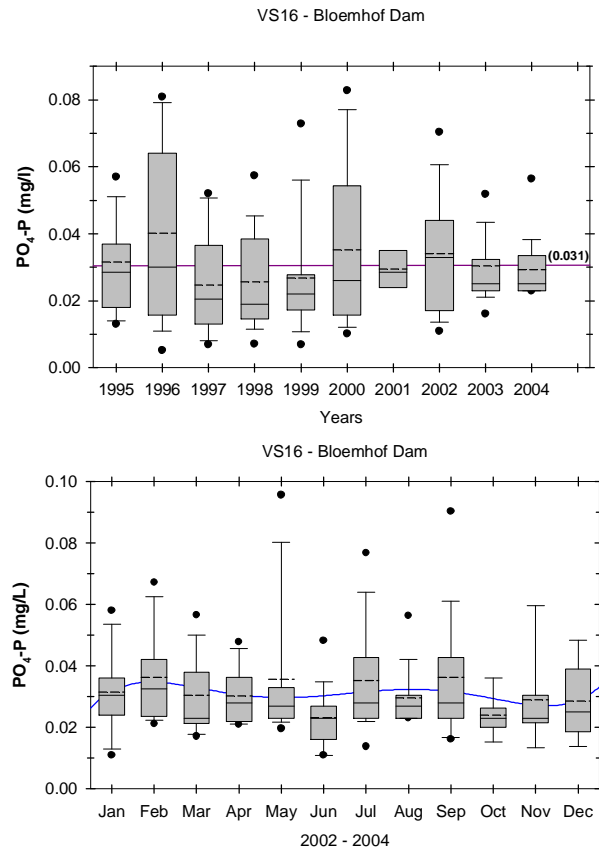 VS16 - Bloemhof Dam
PO4-P (mg/l)
0.08
0.06
0.04
0.02
0.00
(0.031)
1995 1996 1997 1998 1999 2000 2001 2002 2003 2004
Years
VS16 - Bloemhof Dam
PO4-P (mg/L)
0.10
0.08
0.06
0.04
0.02
0.00
Jan Feb Mar Apr May Jun Jul Aug Sep Oct Nov Dec
2002 - 2004